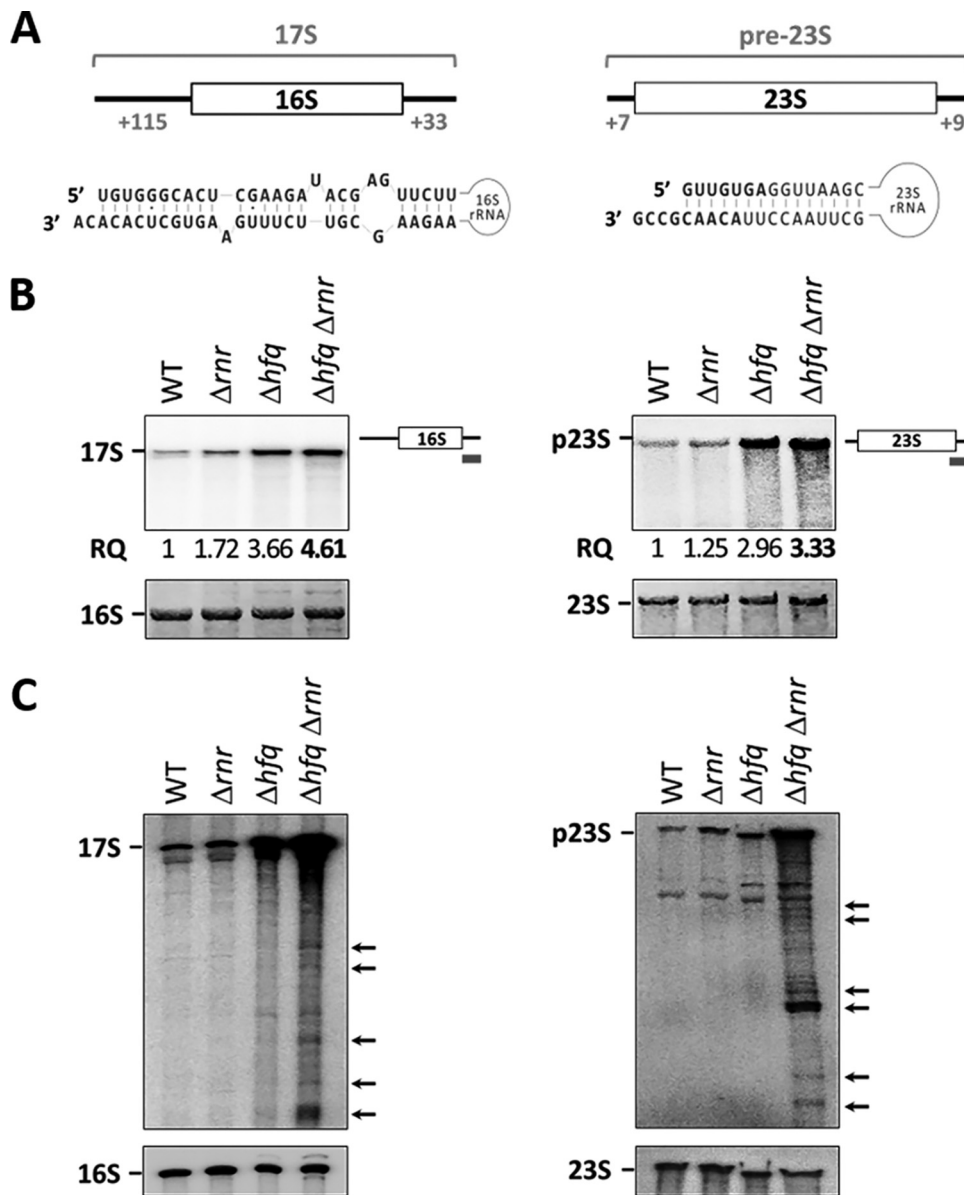 A
17S pre-23S
16S 23S
+115 +33 +7 +9
5’ UGUGGGCACU CGAAGA U ACG AG UUCUU
3’ ACACACUCGUGA A GUUUCU UGC G AAGAA
16S rRNA
5’ GUUGUGAGGUUAAGC
3’ GCCGCAACAUUCCAAUUCG
23S rRNA
B
WT Δrnr Δhfq Δhfq Δrnr
17S
16S
RQ 1 1.72 3.66 4.61
16S
WT Δrnr Δhfq Δhfq Δrnr
p23S
23S
RQ 1 1.25 2.96 3.33
23S
C
WT Δrnr Δhfq Δhfq Δrnr
17S
16S
WT Δrnr Δhfq Δhfq Δrnr
p23S
23S